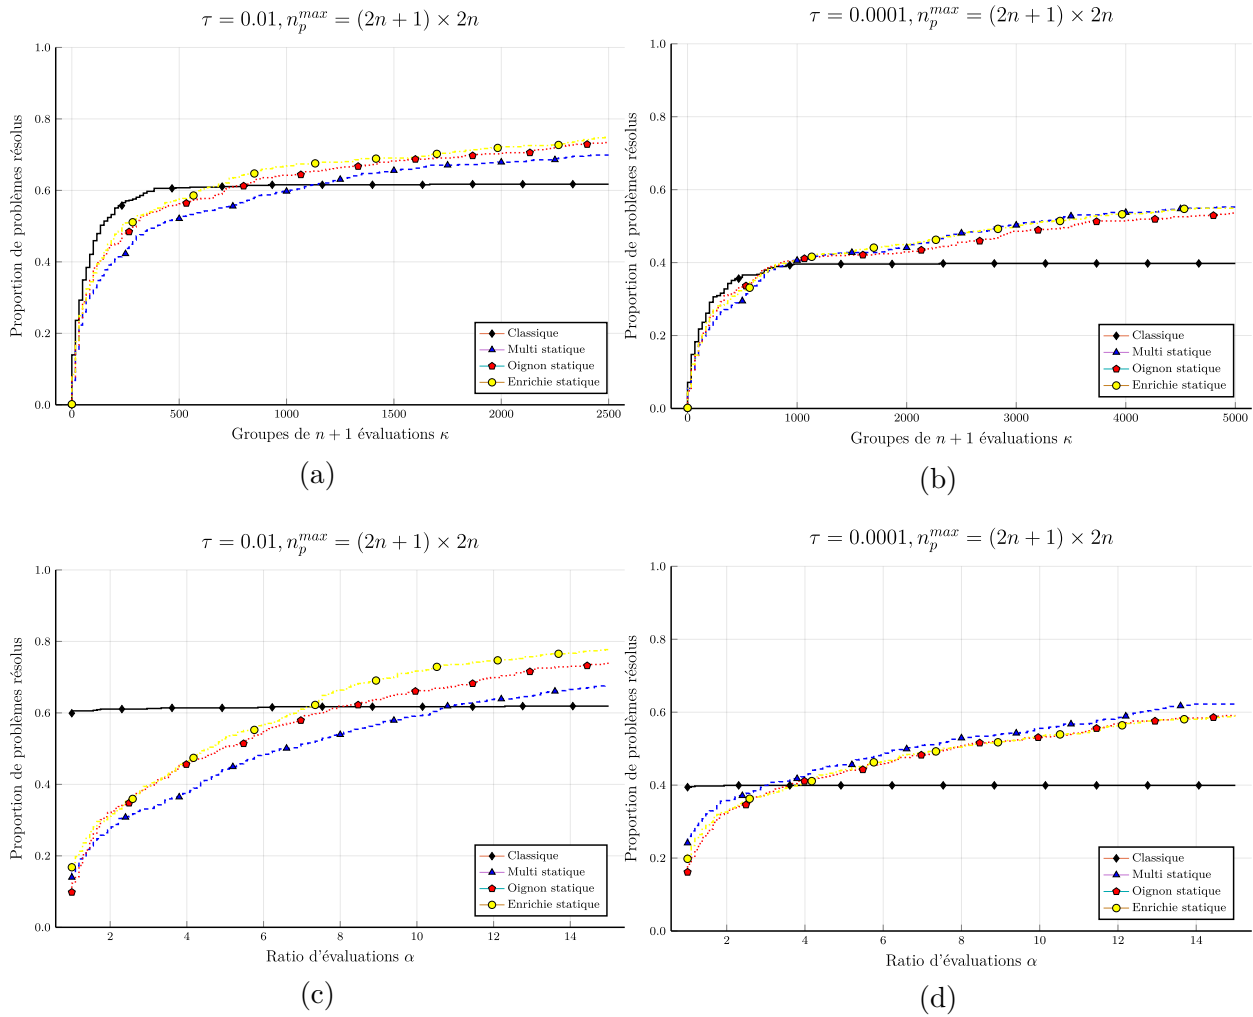 τ = 0.01, n_p^{max} = (2n + 1) × 2n
Proportion de problèmes résolus
1.0
0.8
0.6
0.4
0.2
0.0
0 500 1000 1500 2000 2500
Groupes de n + 1 évaluations κ
Classique
Multi statique
Oignon statique
Enrichie statique
(a)
τ = 0.0001, n_p^{max} = (2n + 1) × 2n
Proportion de problèmes résolus
1.0
0.8
0.6
0.4
0.2
0.0
0 1000 2000 3000 4000 5000
Groupes de n + 1 évaluations κ
Classique
Multi statique
Oignon statique
Enrichie statique
(b)
τ = 0.01, n_p^{max} = (2n + 1) × 2n
Proportion de problèmes résolus
1.0
0.8
0.6
0.4
0.2
0.0
2 4 6 8 10 12 14
Ratio d'évaluations α
Classique
Multi statique
Oignon statique
Enrichie statique
(c)
τ = 0.0001, n_p^{max} = (2n + 1) × 2n
Proportion de problèmes résolus
1.0
0.8
0.6
0.4
0.2
0.0
2 4 6 8 10 12 14
Ratio d'évaluations α
Classique
Multi statique
Oignon statique
Enrichie statique
(d)